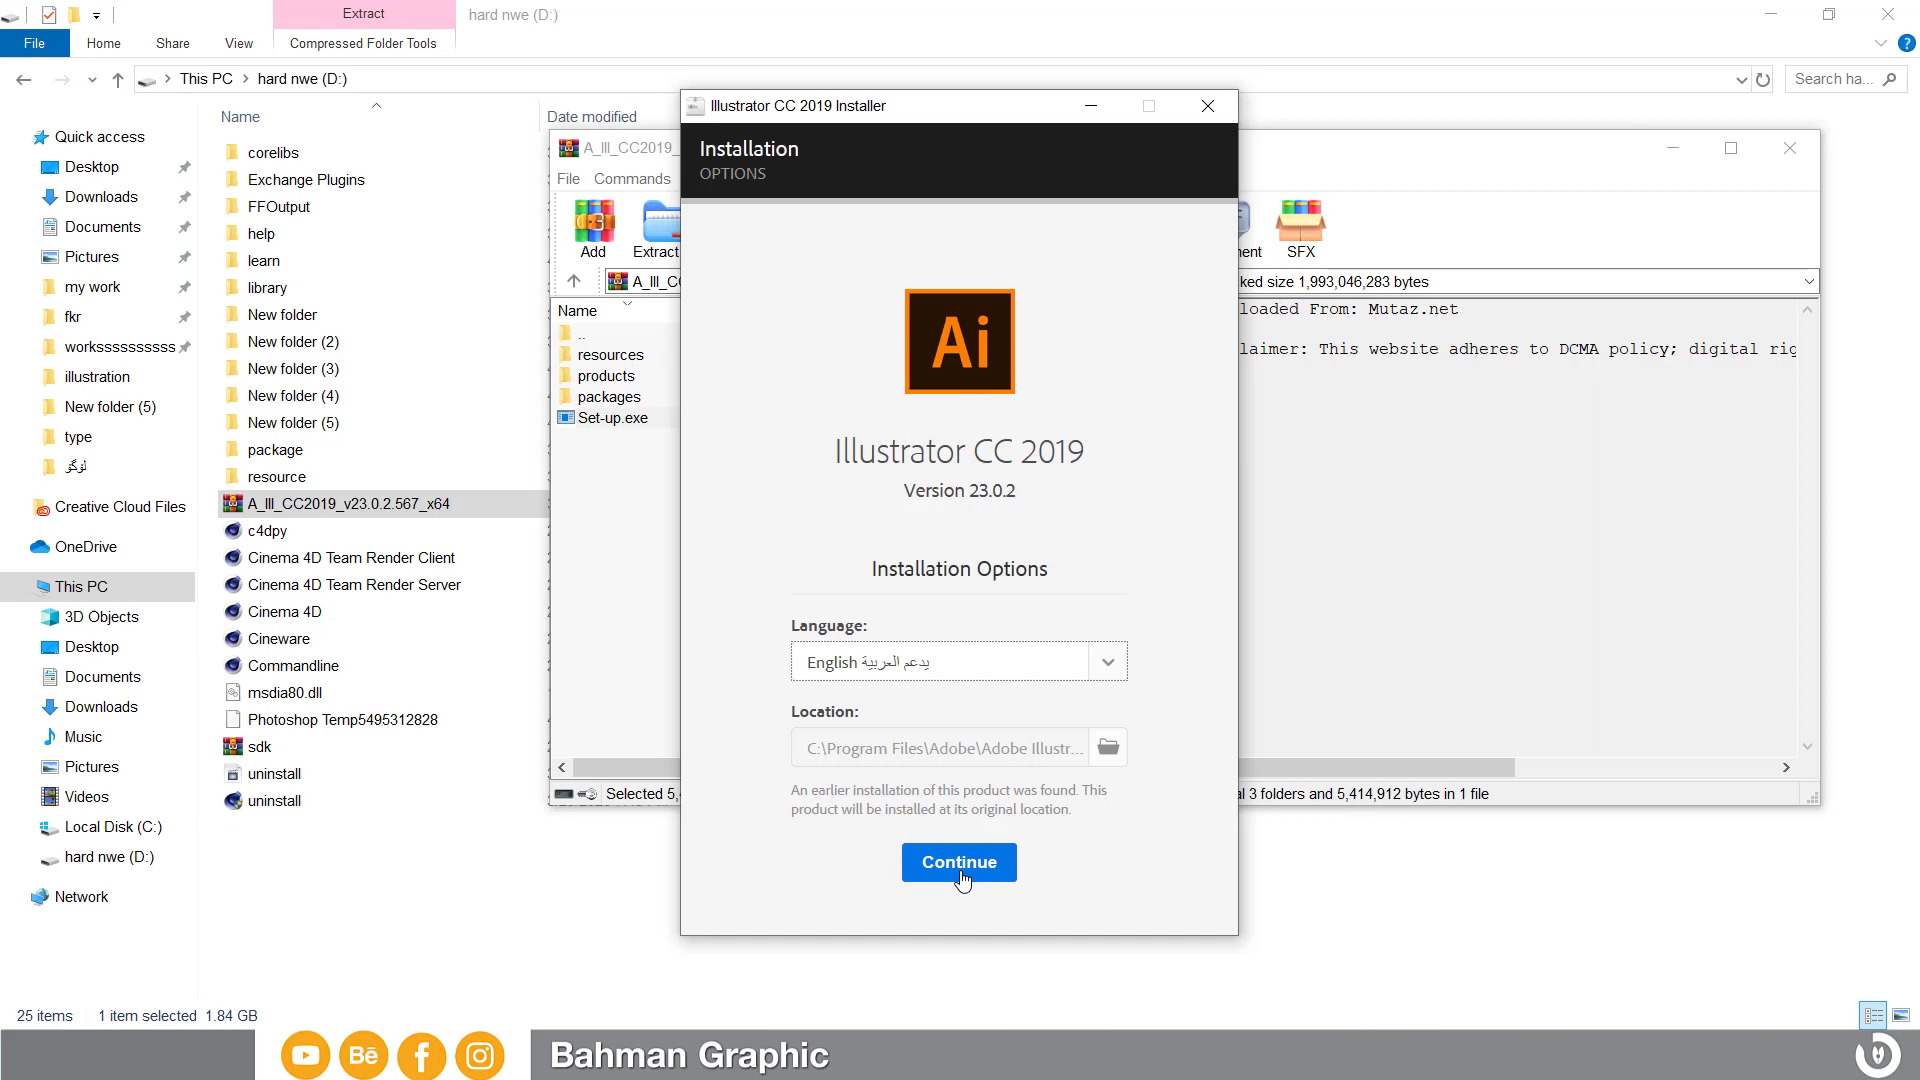 Extract
hard nwe (D:)
File
Home
Share
View
Compressed Folder Tools
This PC
hard nwe (D:)
Search ha...
Name
Date modified
Quick access
Desktop
Downloads
Documents
Pictures
my work
fkr
worksssssssssss
illustration
New folder (5)
type
لۆگۆ
Creative Cloud Files
OneDrive
This PC
3D Objects
Desktop
Documents
Downloads
Music
Pictures
Videos
Local Disk (C:)
hard nwe (D:)
Network
corelibs
Exchange Plugins
FFOutput
help
learn
library
New folder
New folder (2)
New folder (3)
New folder (4)
New folder (5)
package
resource
A_Ill_CC2019_v23.0.2.567_x64
c4dpy
Cinema 4D Team Render Client
Cinema 4D Team Render Server
Cinema 4D
Cineware
Commandline
msdia80.dll
Photoshop Temp5495312828
sdk
uninstall
uninstall
A_Ill_CC2019_
File
Commands
Add
Extract
ent
SFX
A_Ill_CC
ked size 1,993,046,283 bytes
Name
..
resources
products
packages
Set-up.exe
loaded From: Mutaz.net
laimer: This website adheres to DCMA policy; digital rig
Selected 5,
al 3 folders and 5,414,912 bytes in 1 file
Illustrator CC 2019 Installer
Installation
OPTIONS
Ai
Illustrator CC 2019
Version 23.0.2
Installation Options
Language:
English يدعم العربية
Location:
C:\Program Files\Adobe\Adobe Illustr...
An earlier installation of this product was found. This
product will be installed at its original location.
Continue
25 items
1 item selected 1.84 GB
Bē
Bahman Graphic